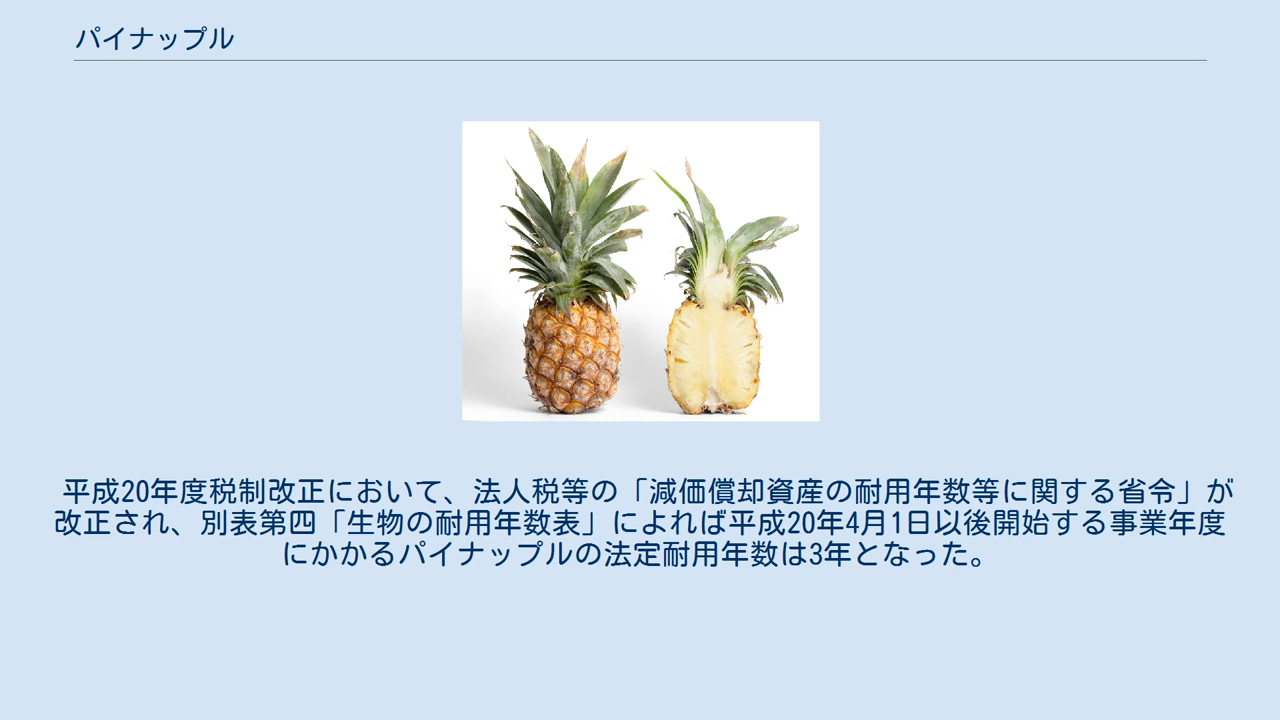 パイナップル
平成20年度税制改正において、法人税等の「減価償却資産の耐用年数等に関する省令」が
改正され、別表第四「生物の耐用年数表」によれば平成20年4月1日以後開始する事業年度
にかかるパイナップルの法定耐用年数は3年となった。